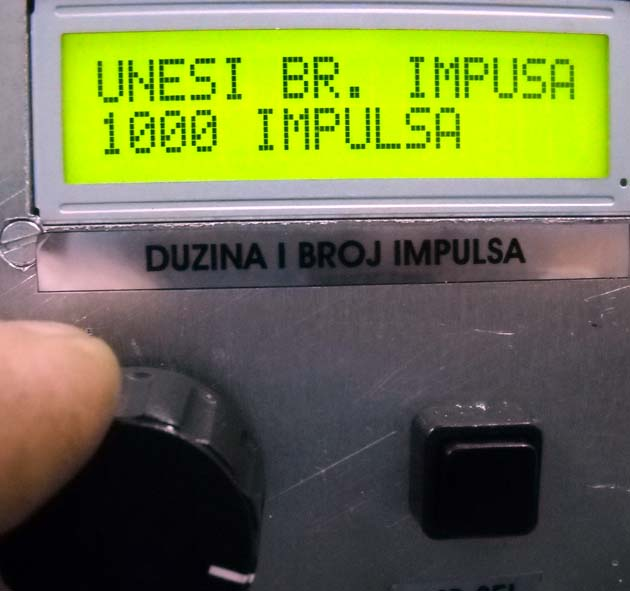 UNESI BR. IMPUSA
1000 IMPULSA
DUZINA I BROJ IMPULSA